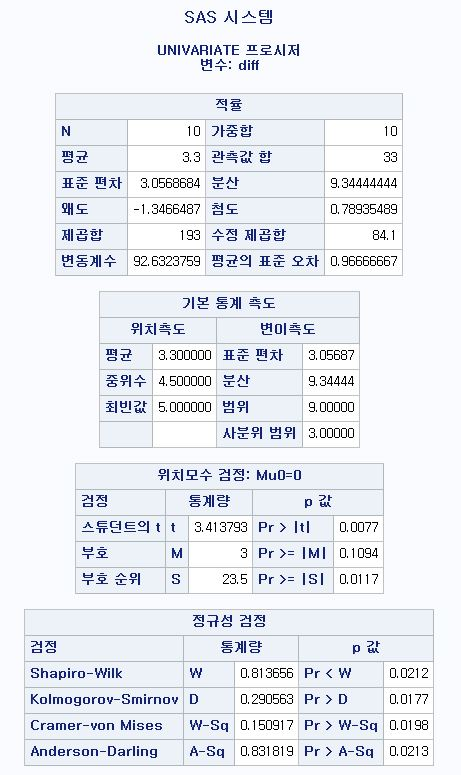 SAS 시스템
UNIVARIATE 프로시저
변수: diff
적률
N 10 가중합 10
평균 3.3 관측값 합 33
표준 편차 3.0568684 분산 9.34444444
왜도 -1.3466487 첨도 0.78935489
제곱합 193 수정 제곱합 84.1
변동계수 92.6323759 평균의 표준 오차 0.96666667
기본 통계 측도
위치측도 변이측도
평균 3.300000 표준 편차 3.05687
중위수 4.500000 분산 9.34444
최빈값 5.000000 범위 9.00000
사분위 범위 3.00000
위치모수 검정: Mu0=0
검정 통계량 p 값
스튜던트의 t t 3.413793 Pr > |t| 0.0077
부호 M 3 Pr >= |M| 0.1094
부호 순위 S 23.5 Pr >= |S| 0.0117
정규성 검정
검정 통계량 p 값
Shapiro-Wilk W 0.813656 Pr < W 0.0212
Kolmogorov-Smirnov D 0.290563 Pr > D 0.0177
Cramer-von Mises W-Sq 0.150917 Pr > W-Sq 0.0198
Anderson-Darling A-Sq 0.831819 Pr > A-Sq 0.0213